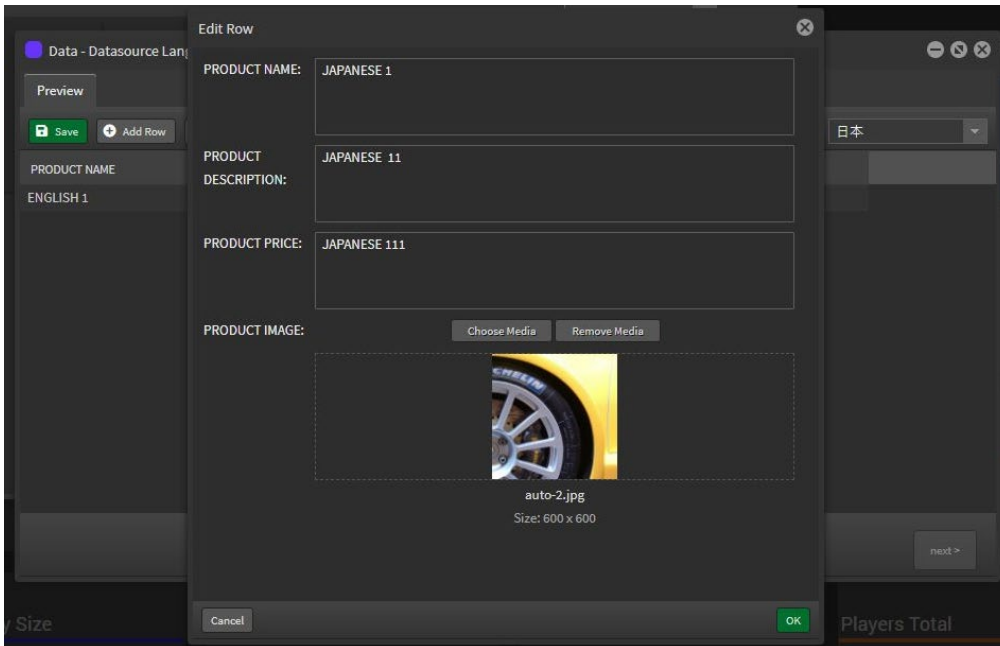 Edit Row
Data - Datasource Lang
PRODUCT NAME:
JAPANESE 1
Preview
Save
Add Row
日本
PRODUCT DESCRIPTION:
JAPANESE 11
PRODUCT NAME
ENGLISH 1
PRODUCT PRICE:
JAPANESE 111
PRODUCT IMAGE:
Choose Media
Remove Media
CHELIN
auto-2.jpg
Size: 600 x 600
next >
Cancel
OK
y Size
Players Total